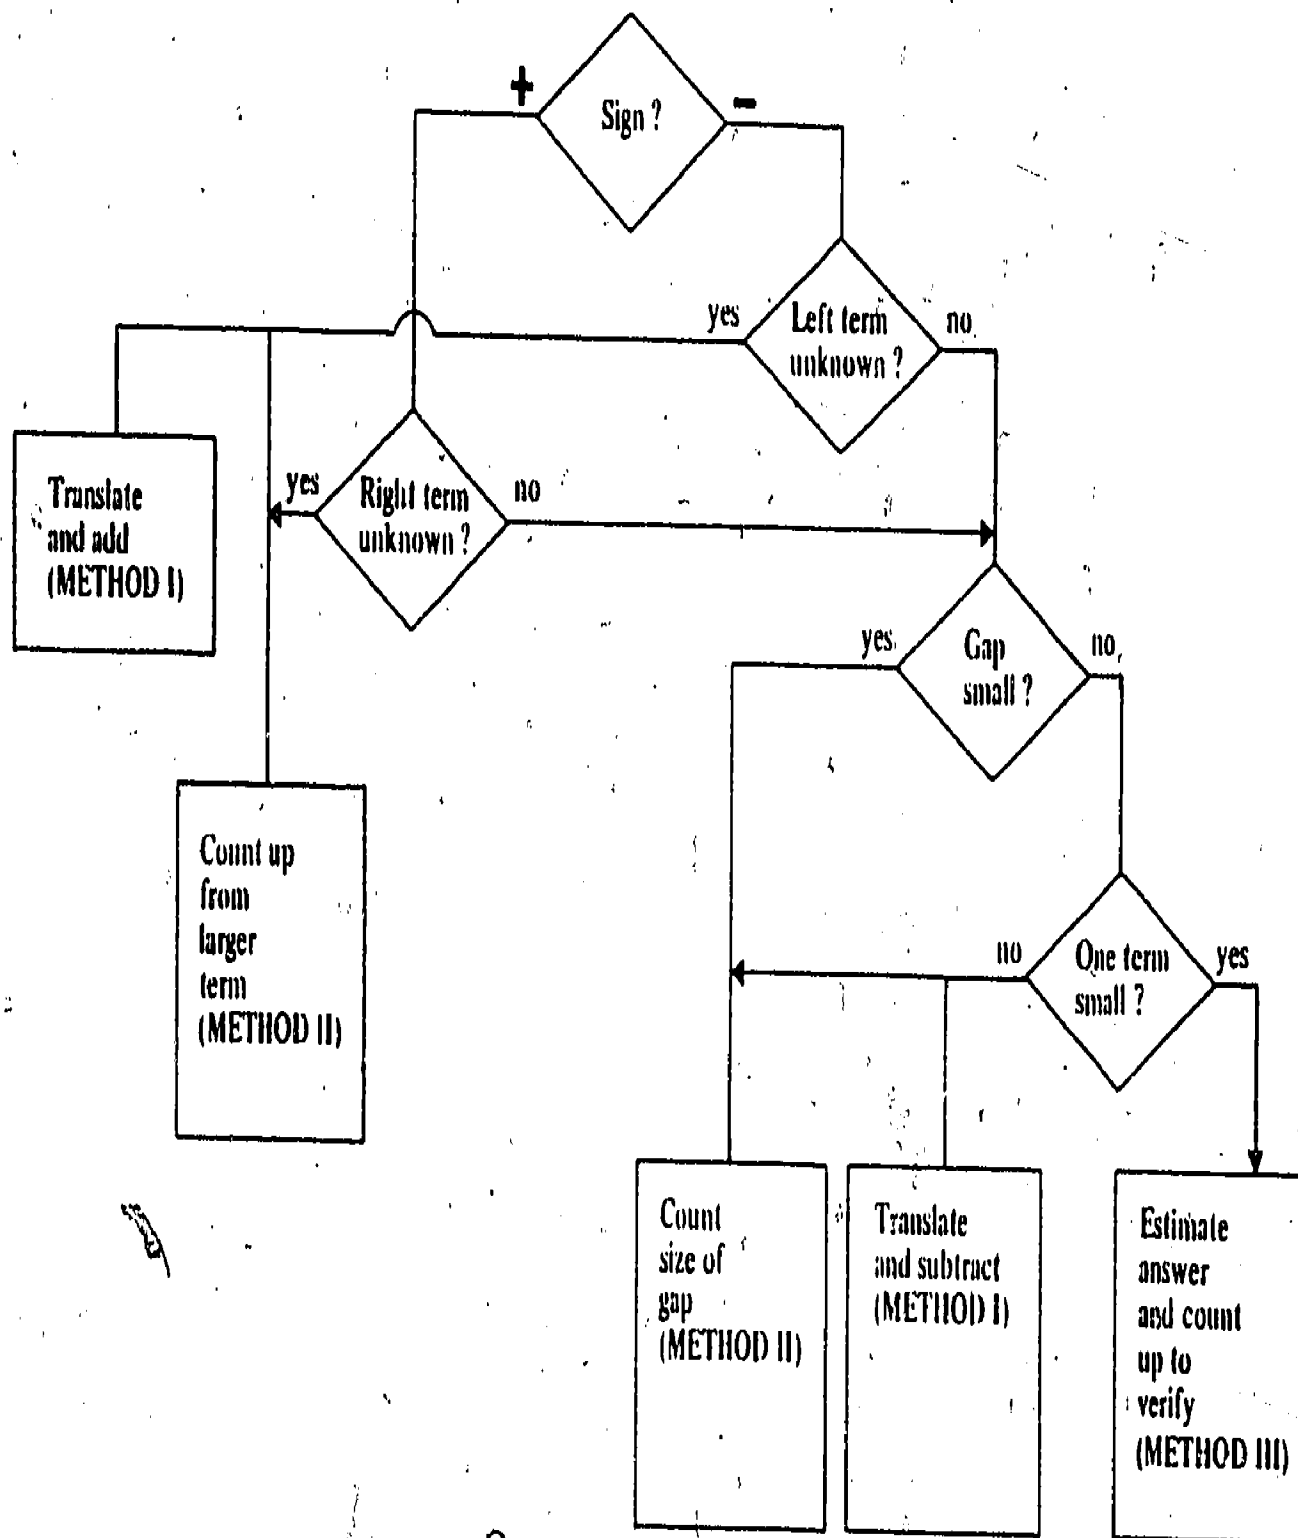 +
-
Sign ?
yes
Left term
unknown ?
no
Translate
and add
(METHOD I)
yes
Right term
unknown ?
no
yes
Gap
small ?
no
Count up
from
larger
term
(METHOD II)
no
One term
small ?
yes
Count
size of
gap
(METHOD II)
Translate
and subtract
(METHOD I)
Estimate
answer
and count
up to
verify
(METHOD III)